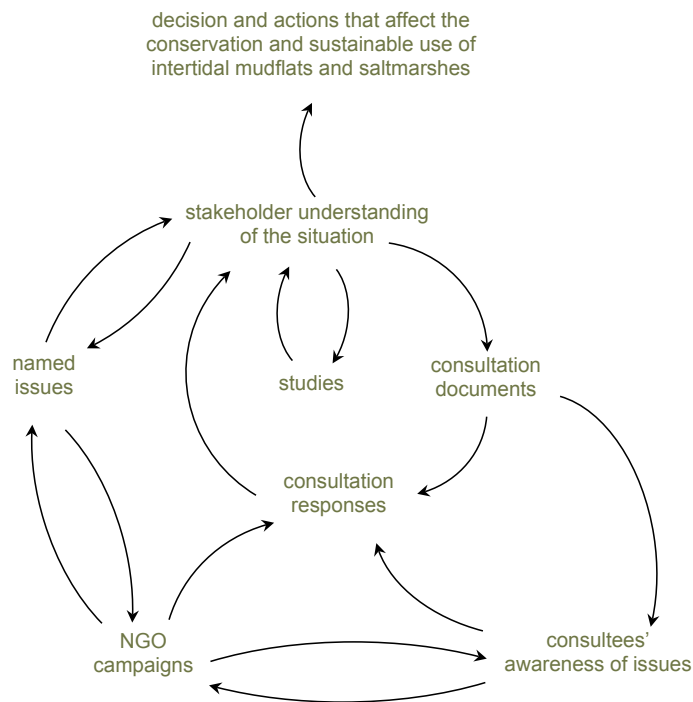 decision and actions that affect the
conservation and sustainable use of
intertidal mudflats and saltmarshes
stakeholder understanding
of the situation
named
issues
studies
consultation
documents
consultation
responses
NGO
campaigns
consultees’
awareness of issues